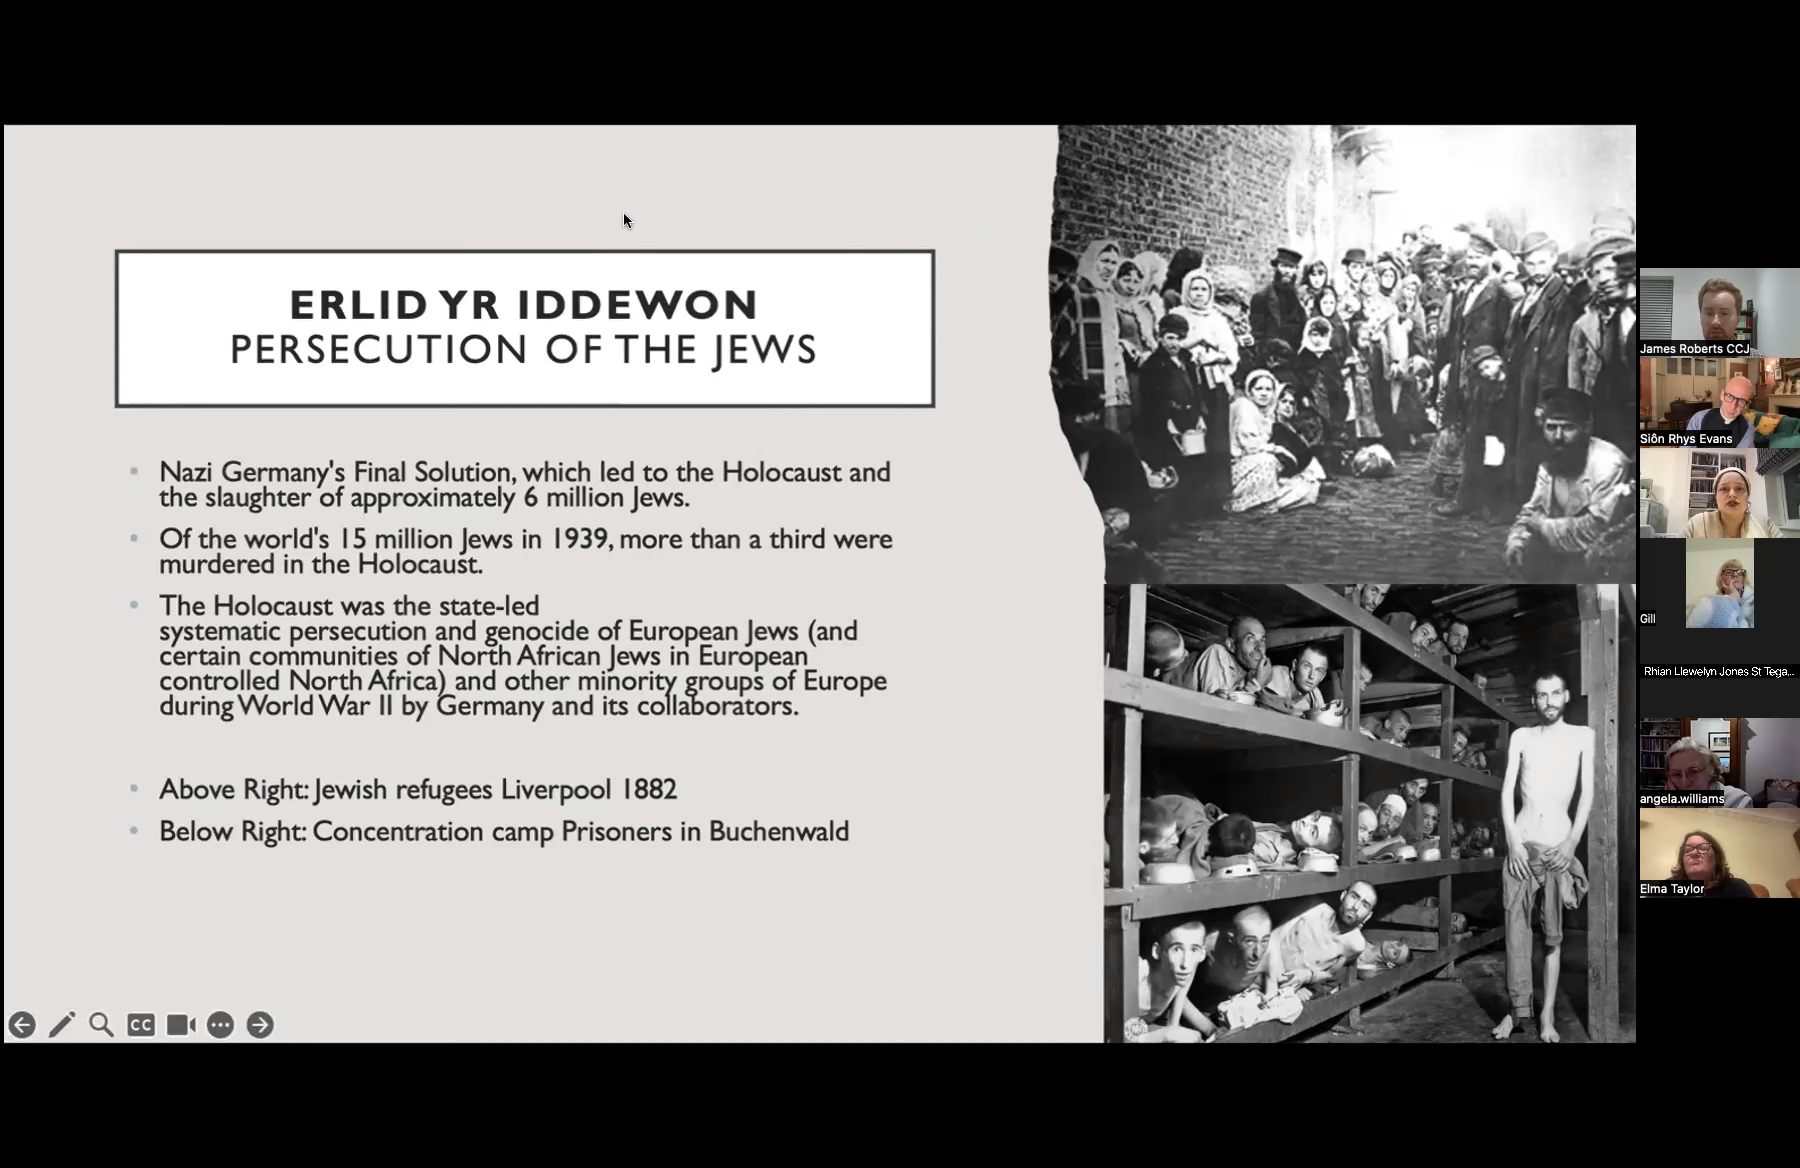 ERLID YR IDDEWON
PERSECUTION OF THE JEWS
Nazi Germany's Final Solution, which led to the Holocaust and
the slaughter of approximately 6 million Jews.
Of the world's 15 million Jews in 1939, more than a third were
murdered in the Holocaust.
The Holocaust was the state-led
systematic persecution and genocide of European Jews (and
certain communities of North African Jews in European
controlled North Africa) and other minority groups of Europe
during World War II by Germany and its collaborators.
Above Right: Jewish refugees Liverpool 1882
Below Right: Concentration camp Prisoners in Buchenwald
CC
James Roberts CCJ
Siôn Rhys Evans
Gill
Rhian Llewelyn Jones St Tega...
angela.williams
Elma Taylor